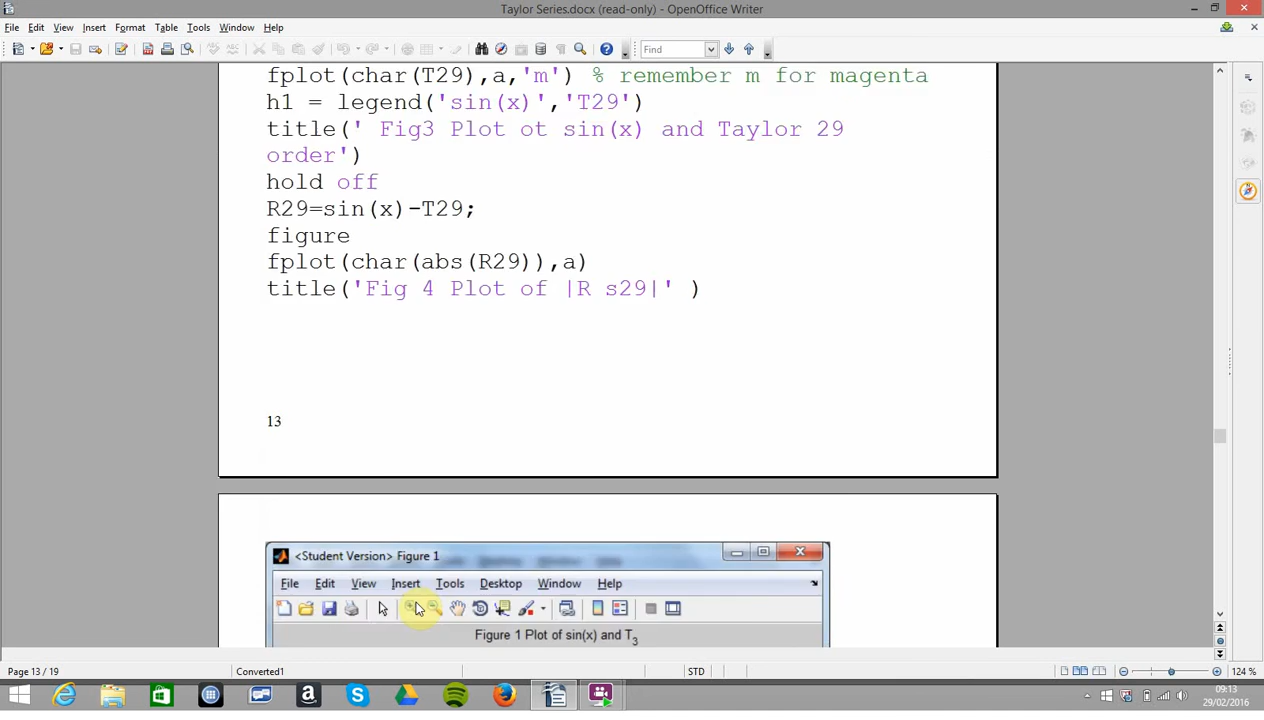 Taylor Series.docx (read-only) - OpenOffice Writer
File Edit View Insert Format Table Tools Window Help
Find
fplot(char(T29),a,'m') % remember m for magenta
h1 = legend('sin(x)','T29')
title(' Fig3 Plot ot sin(x) and Taylor 29
order')
hold off
R29=sin(x)-T29;
figure
fplot(char(abs(R29)),a)
title('Fig 4 Plot of |R s29|' )
13
<Student Version> Figure 1
File Edit View Insert Tools Desktop Window Help
Figure 1 Plot of sin(x) and T3
Page 13 / 19 Converted1 STD 124 %
09:13
29/02/2016